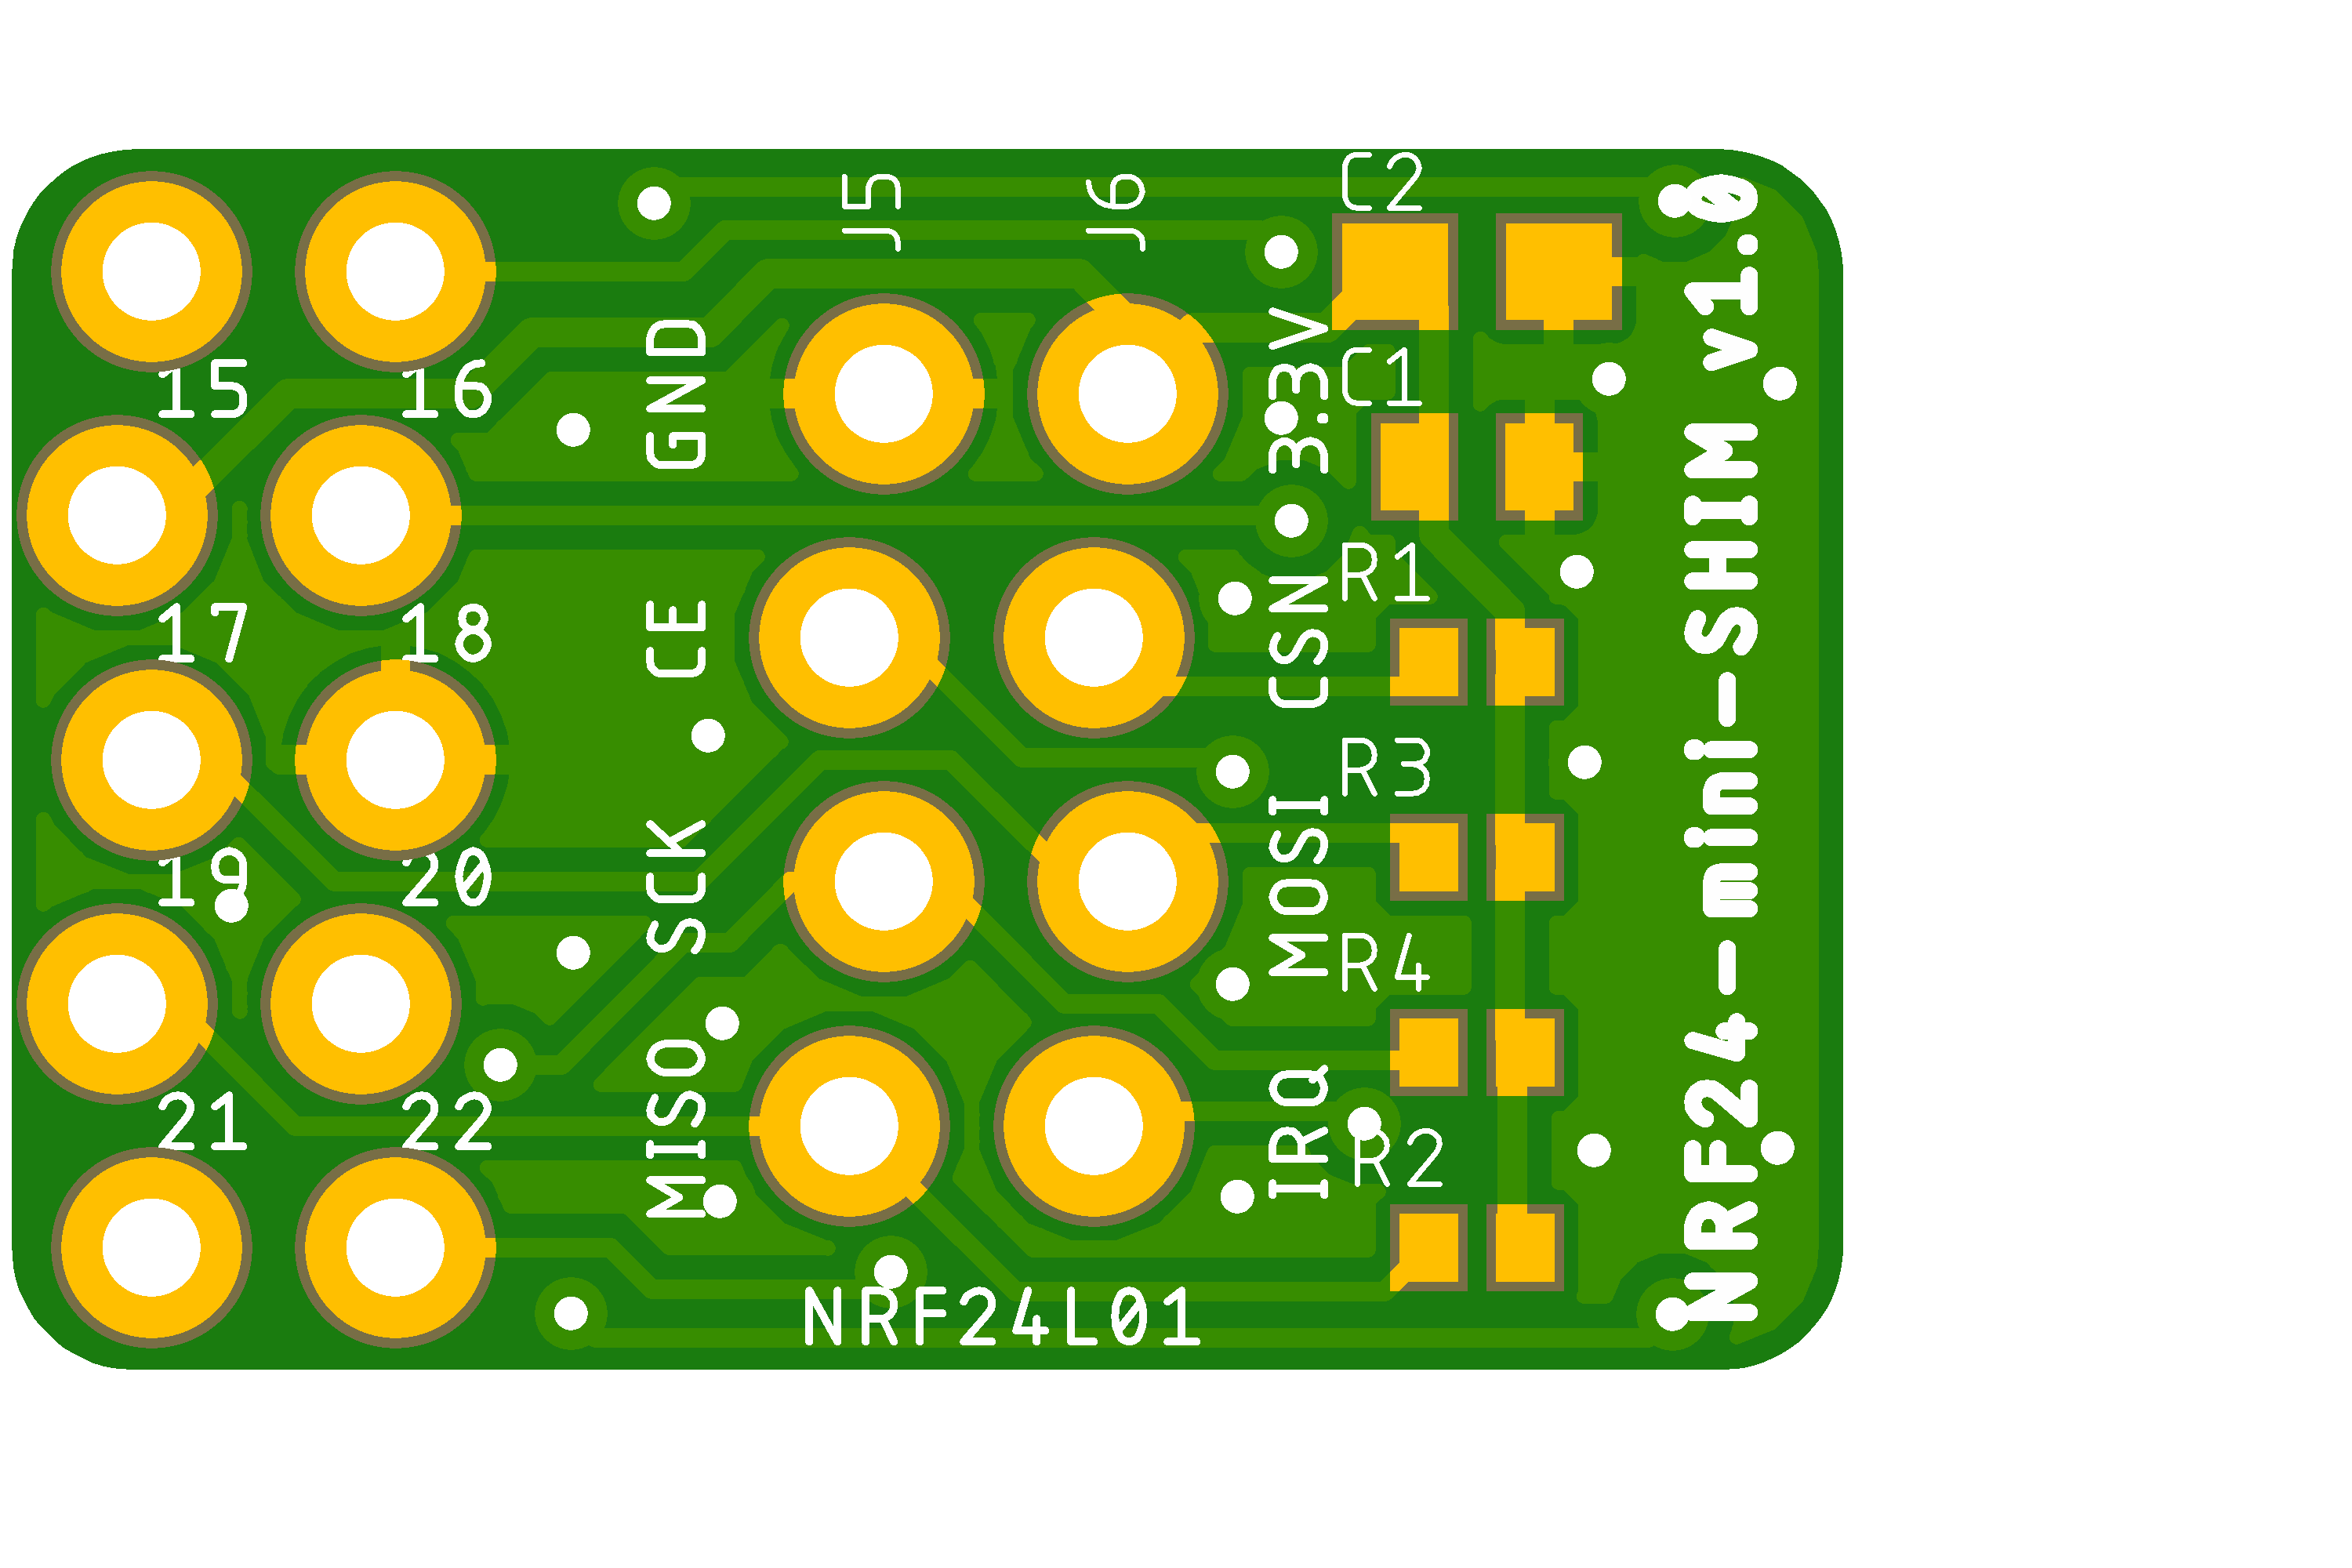 J5
J6
C2
3.3V
C1
GND
15
16
17
18
CE
CSN
R1
R3
19
20
SCK
MOSI
R4
21
22
MISO
IRQ
R2
NRF24L01
NRF24-mini-SHIM v1.0